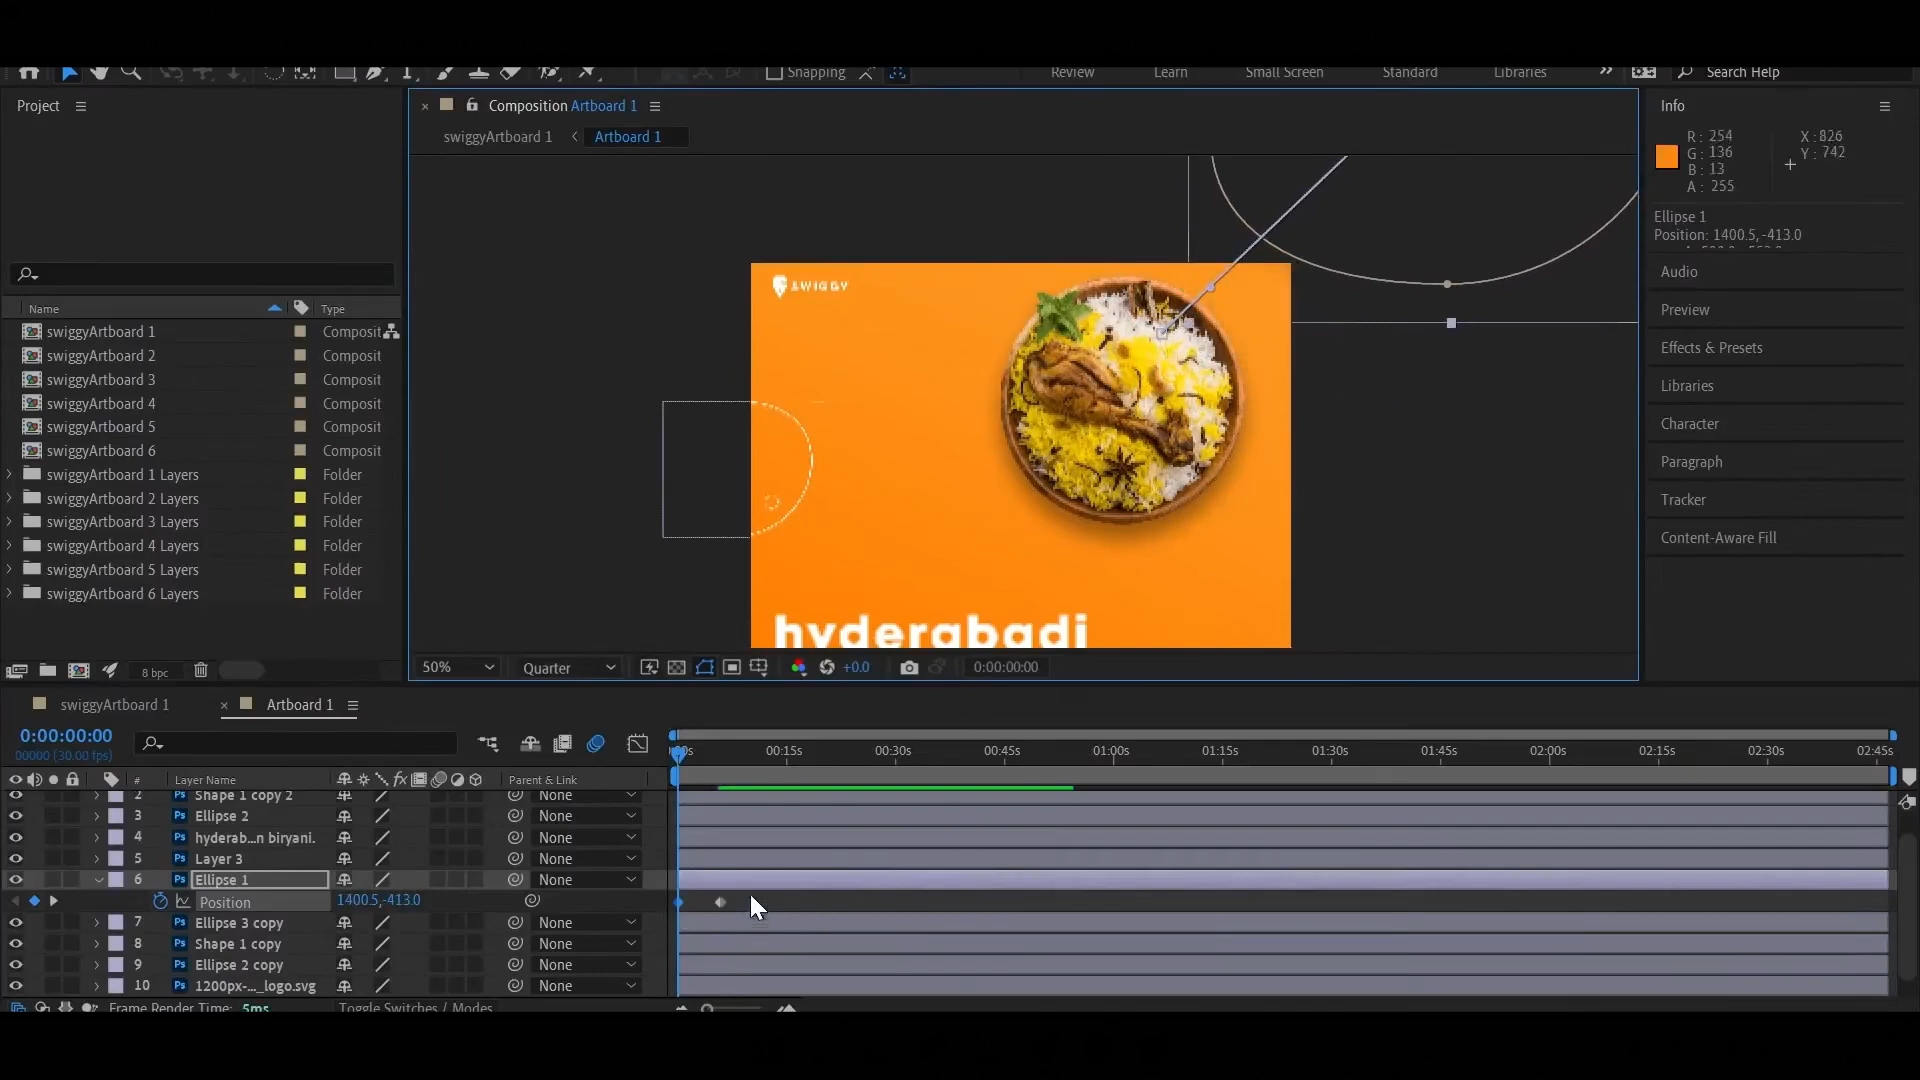 Snapping
Review
Learn
Small Screen
Standard
Libraries
Search Help
Project
Composition Artboard 1
swiggyArtboard 1
Artboard 1
Info
R: 254
G: 136
B: 13
A: 255
X: 826
Y: 742
Ellipse 1
Position: 1400.5,-413.0
Audio
Preview
Effects & Presets
Libraries
Character
Paragraph
Tracker
Content-Aware Fill
Name
Type
swiggyArtboard 1 Composit
swiggyArtboard 2 Composit
swiggyArtboard 3 Composit
swiggyArtboard 4 Composit
swiggyArtboard 5 Composit
swiggyArtboard 6 Composit
swiggyArtboard 1 Layers Folder
swiggyArtboard 2 Layers Folder
swiggyArtboard 3 Layers Folder
swiggyArtboard 4 Layers Folder
swiggyArtboard 5 Layers Folder
swiggyArtboard 6 Layers Folder
SWIGGY
hyderabadi
8 bpc
50%
Quarter
+0.0
0:00:00:00
swiggyArtboard 1
Artboard 1
0:00:00:00
00000 (30.00 fps)
00:15s 00:30s 00:45s 01:00s 01:15s 01:30s 01:45s 02:00s 02:15s 02:30s 02:45s
# Layer Name Parent & Link
2 Ps Shape 1 copy 2 None
3 Ps Ellipse 2 None
4 Ps hyderab...n biryani. None
5 Ps Layer 3 None
6 Ps Ellipse 1 None
Position 1400.5,-413.0
7 Ps Ellipse 3 copy None
8 Ps Shape 1 copy None
9 Ps Ellipse 2 copy None
10 Ps 1200px-..._logo.svg None
Frame Render Time: 5ms
Toggle Switches / Modes